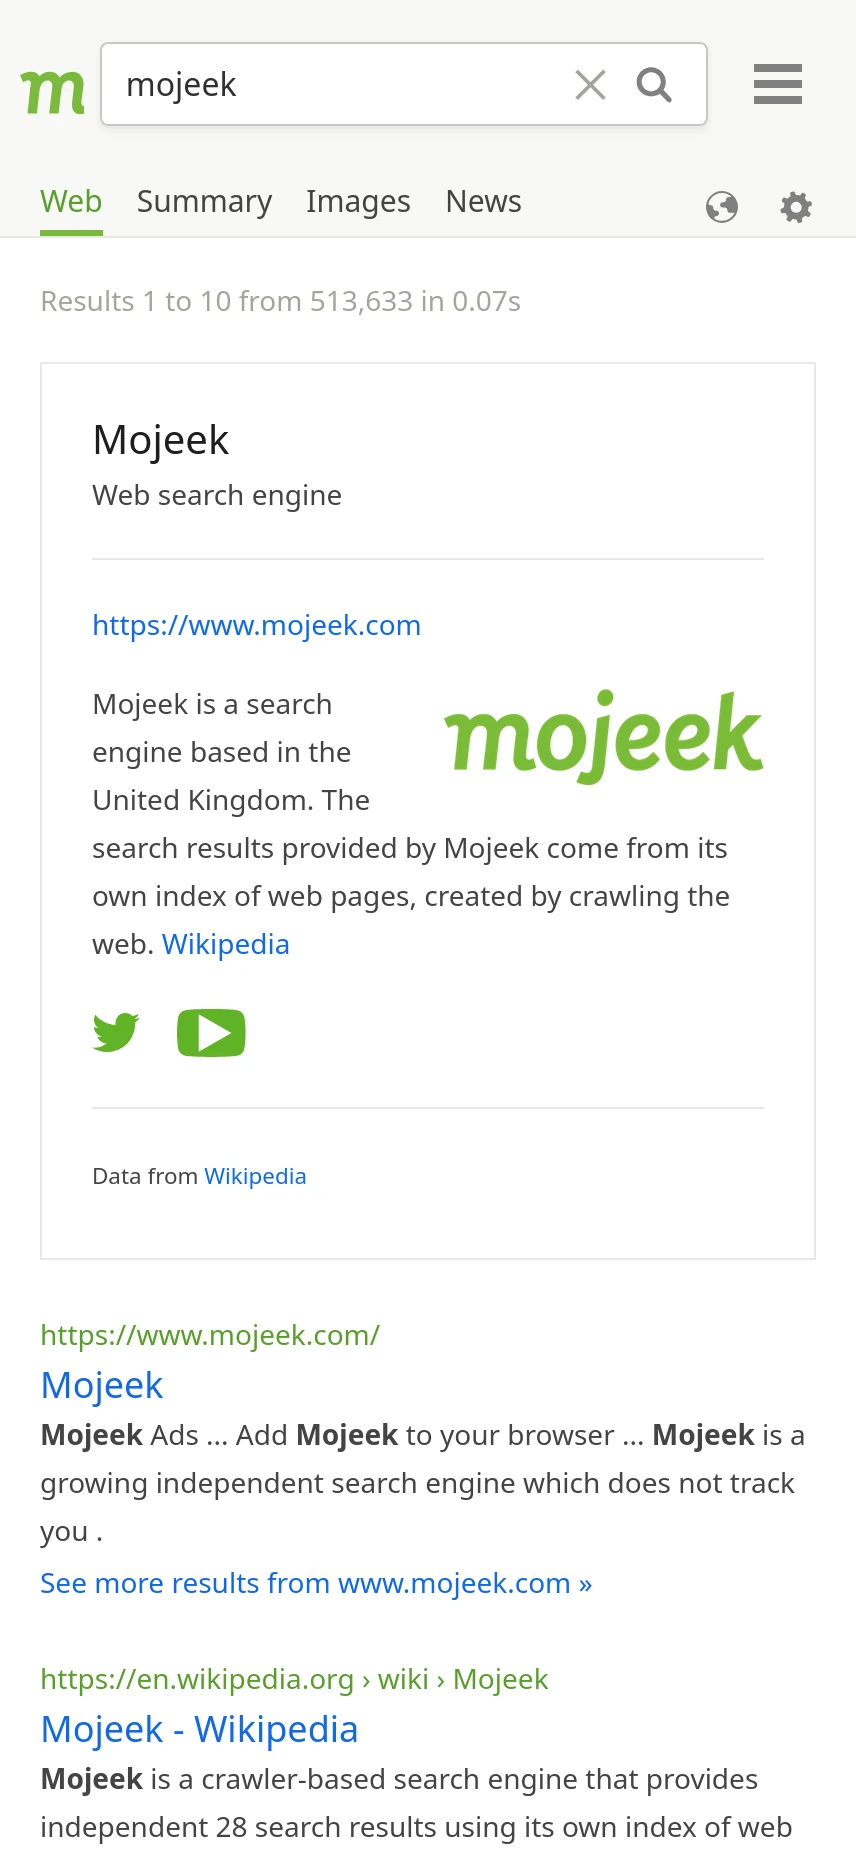 m
mojeek
Web Summary Images News
Results 1 to 10 from 513,633 in 0.07s
Mojeek
Web search engine
https://www.mojeek.com
mojeek
Mojeek is a search
engine based in the
United Kingdom. The
search results provided by Mojeek come from its
own index of web pages, created by crawling the
web. Wikipedia
Data from Wikipedia
https://www.mojeek.com/
Mojeek
Mojeek Ads ... Add Mojeek to your browser ... Mojeek is a
growing independent search engine which does not track
you .
See more results from www.mojeek.com »
https://en.wikipedia.org › wiki › Mojeek
Mojeek - Wikipedia
Mojeek is a crawler-based search engine that provides
independent 28 search results using its own index of web